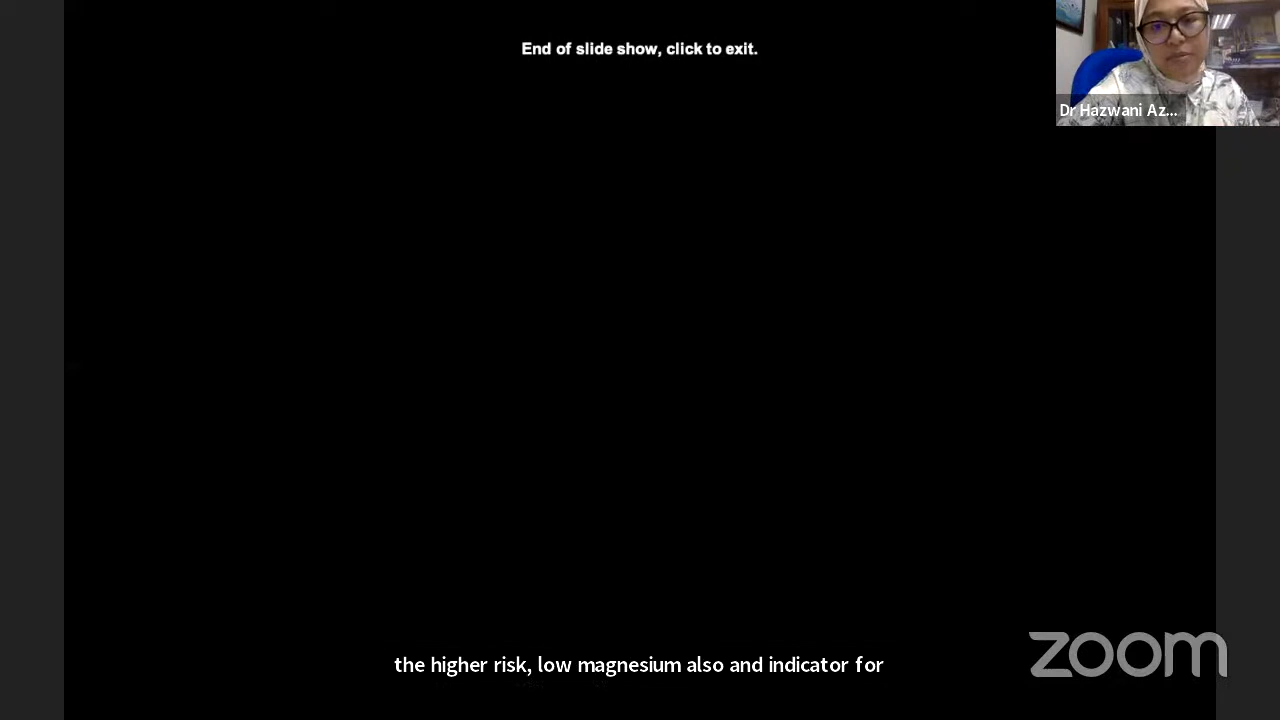 End of slide show, click to exit.
Dr Hazwani Az...
the higher risk, low magnesium also and indicator for
zoom